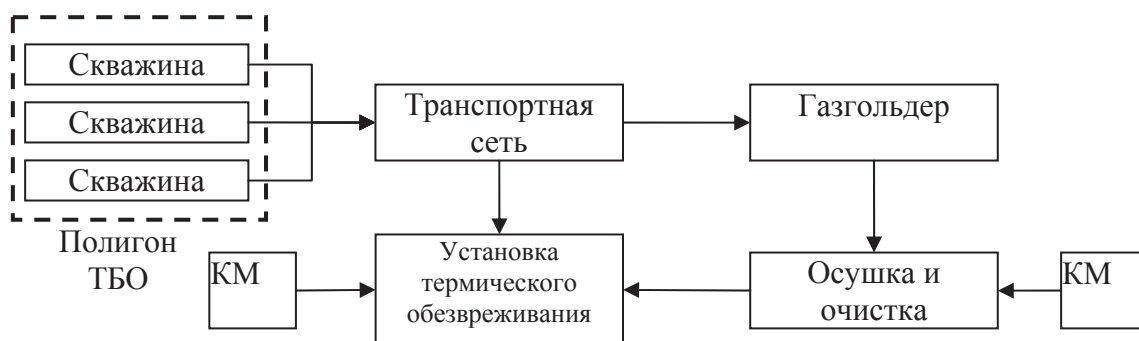 Скважина
Скважина
Скважина
Полигон
ТБО
Транспортная
сеть
Газгольдер
КМ
Установка
термического
обезвреживания
Осушка и
очистка
КМ